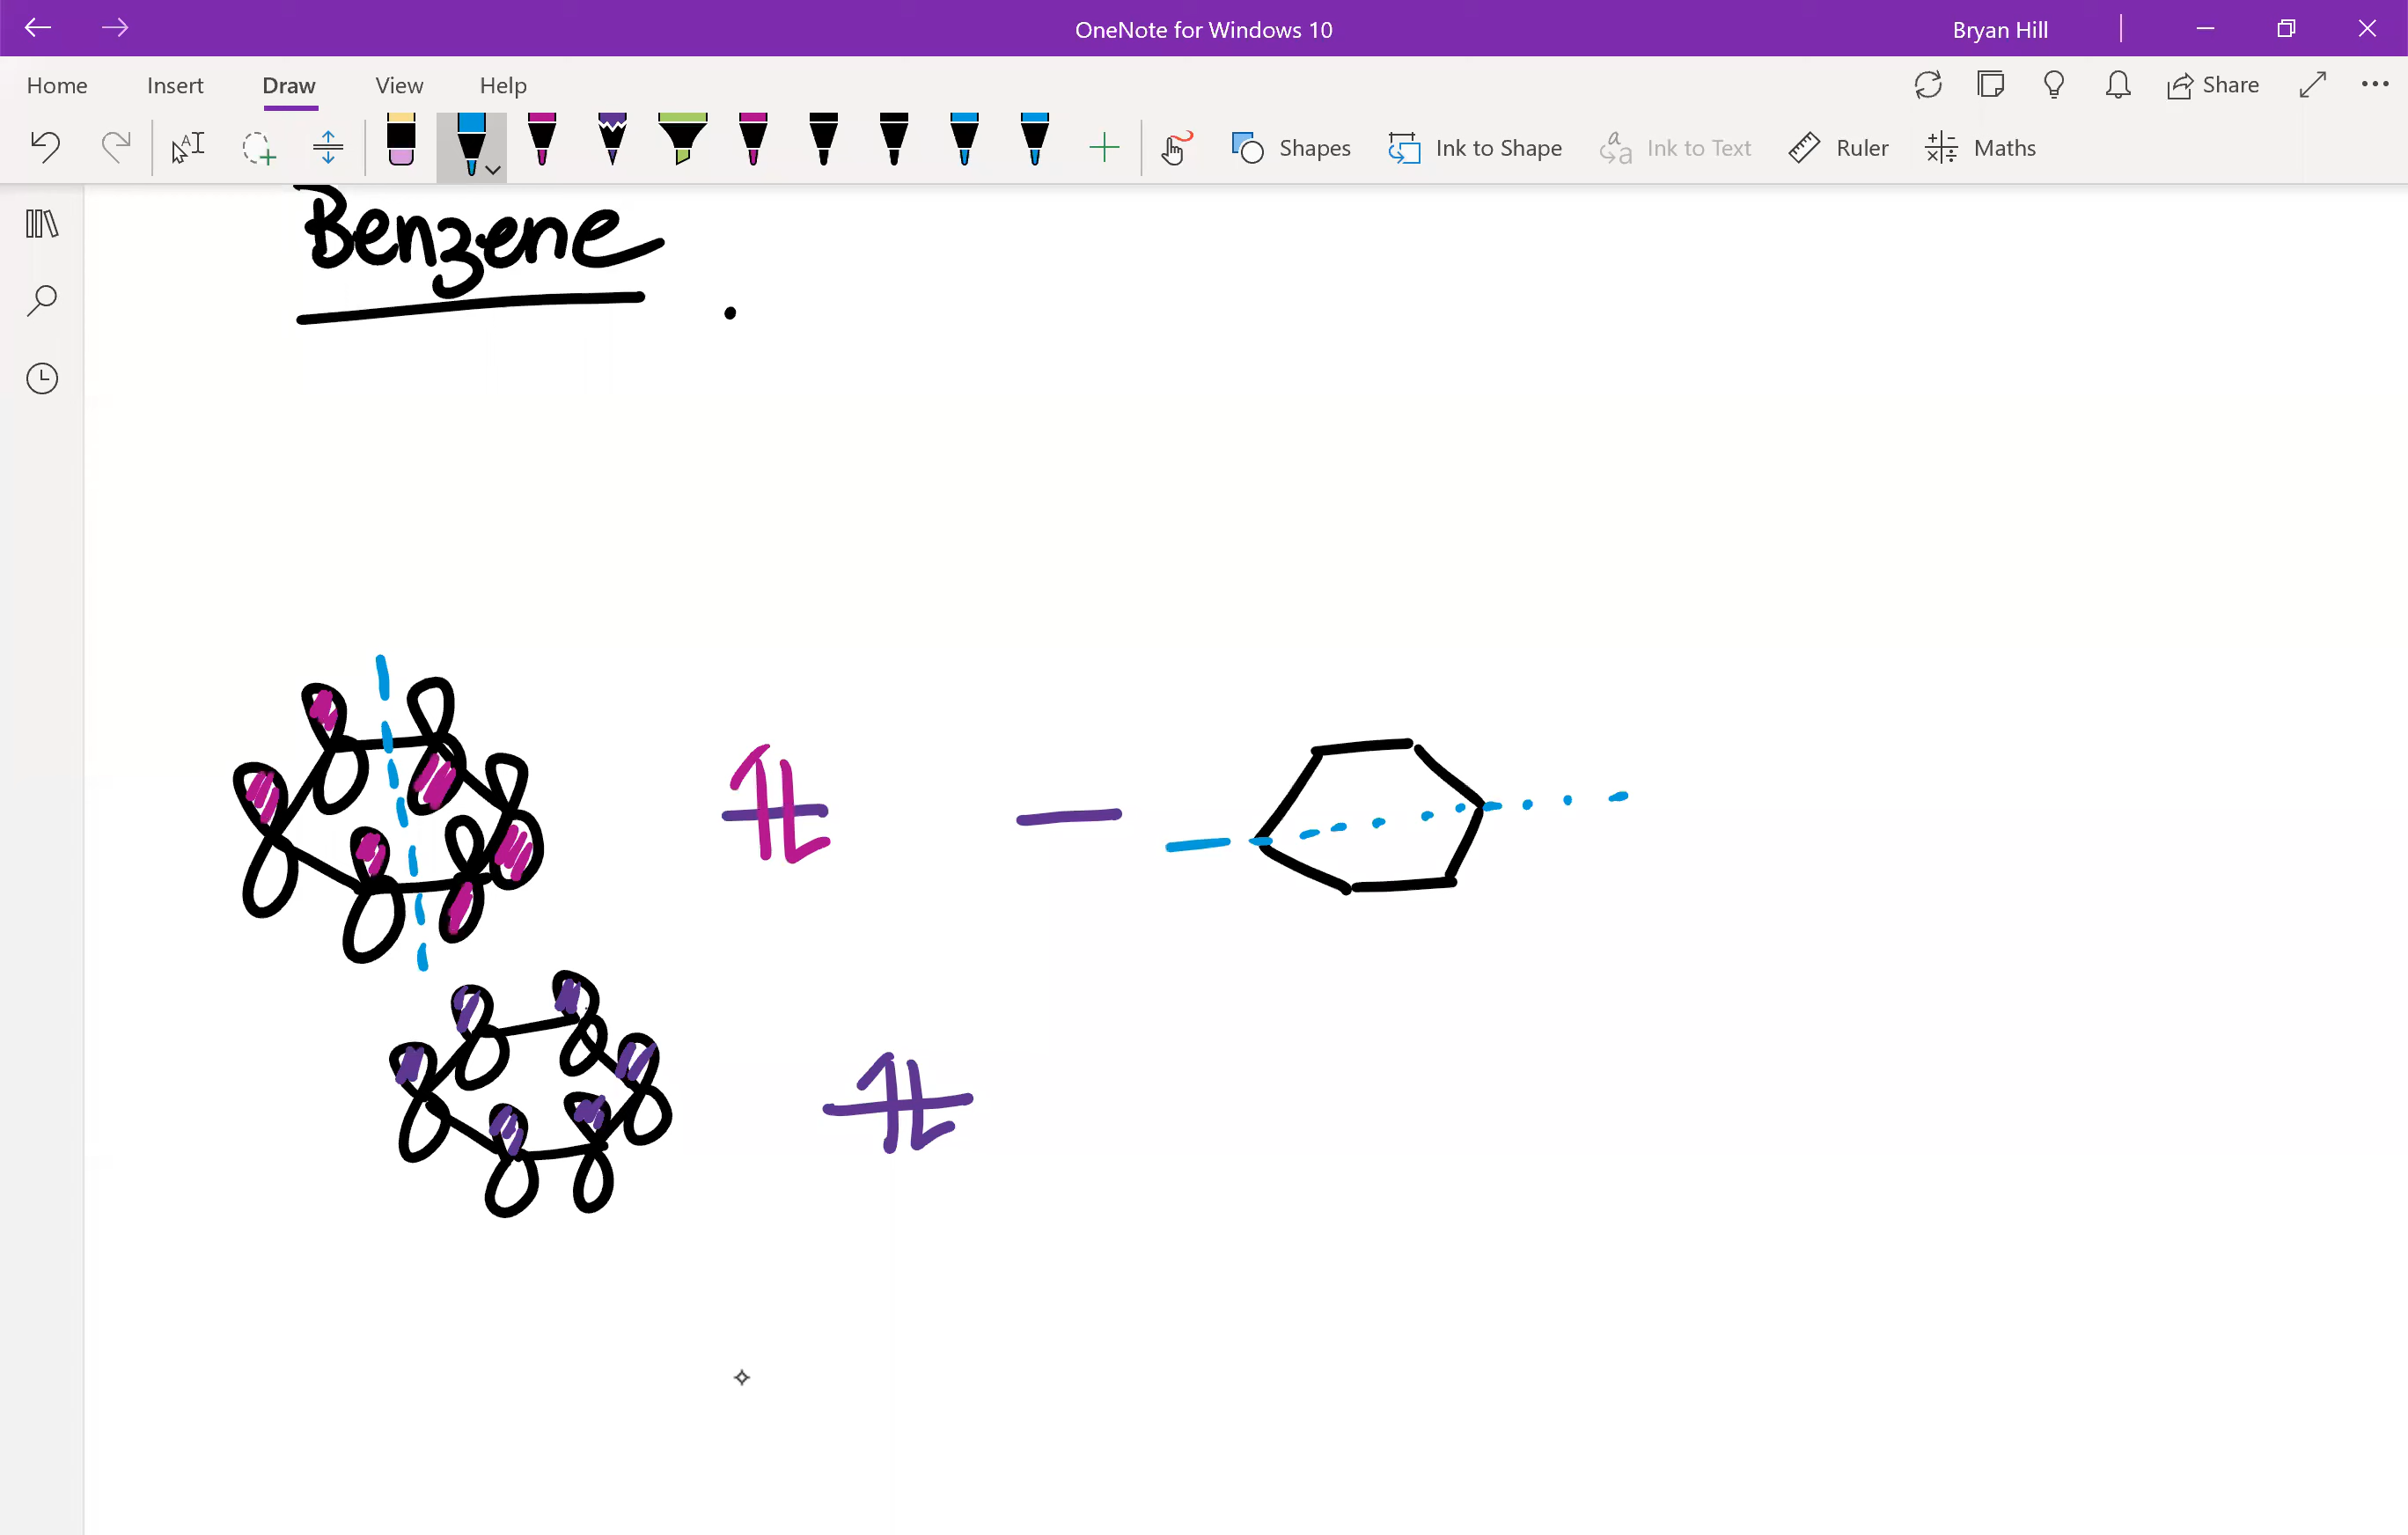 OneNote for Windows 10 Bryan Hill
Home Insert Draw View Help Share
Shapes Ink to Shape Ink to Text Ruler Maths
Benzene